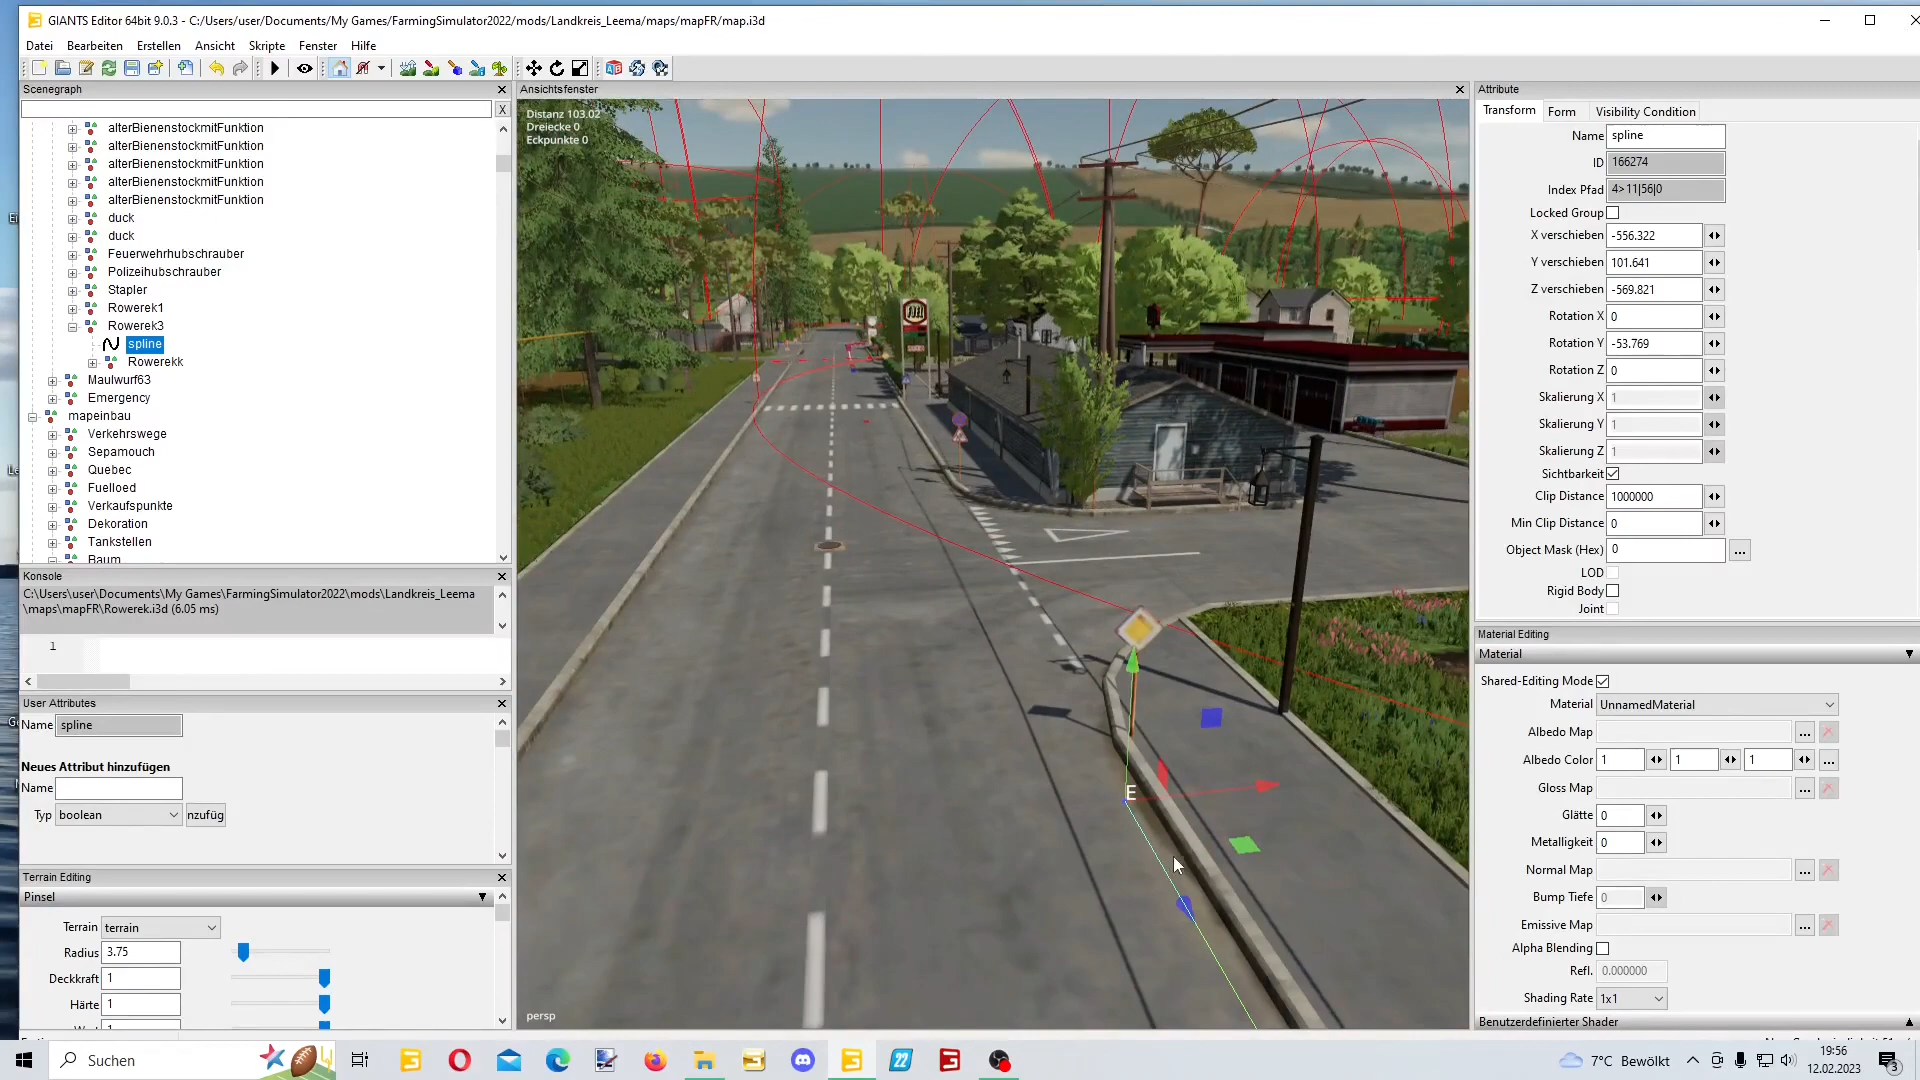 GIANTS Editor 64bit 9.0.3 - C:/Users/user/Documents/My Games/FarmingSimulator2022/mods/Landkreis_Leema/maps/mapFR/map.i3d
Datei Bearbeiten Erstellen Ansicht Skripte Fenster Hilfe
Scenegraph
X
alterBienenstockmitFunktion
alterBienenstockmitFunktion
alterBienenstockmitFunktion
alterBienenstockmitFunktion
alterBienenstockmitFunktion
duck
duck
Feuerwehrhubschrauber
Polizeihubschrauber
Stapler
Rowerek1
Rowerek3
spline
Rowerekk
Maulwurf63
Emergency
mapeinbau
Verkehrswege
Sepamouch
Quebec
Fuelloed
Verkaufspunkte
Dekoration
Tankstellen
Baum
Konsole
C:\Users\user\Documents\My Games\FarmingSimulator2022\mods\Landkreis_Leema
\maps\mapFR\Rowerek.i3d (6.05 ms)
1
User Attributes
Name spline
Neues Attribut hinzufügen
Name
Typ boolean nzufüg
Terrain Editing
Pinsel
Terrain terrain
Radius 3.75
Deckkraft 1
Härte 1
Ansichtsfenster
Distanz 103.02
Dreiecke 0
Eckpunkte 0
E
persp
Attribute
Transform Form Visibility Condition
Name spline
ID 166274
Index Pfad 4>11|56|0
Locked Group
X verschieben -556.322
Y verschieben 101.641
Z verschieben -569.821
Rotation X 0
Rotation Y -53.769
Rotation Z 0
Skalierung X 1
Skalierung Y 1
Skalierung Z 1
Sichtbarkeit
Clip Distance 1000000
Min Clip Distance 0
Object Mask (Hex) 0 ...
LOD
Rigid Body
Joint
Material Editing
Material
Shared-Editing Mode
Material UnnamedMaterial
Albedo Map ...
Albedo Color 1 1 1 ...
Gloss Map ...
Glätte 0
Metalligkeit 0
Normal Map ...
Bump Tiefe 0
Emissive Map ...
Alpha Blending
Refl. 0.000000
Shading Rate 1x1
Benutzerdefinierter Shader
Suchen
22
7°C Bewölkt
19:56
12.02.2023
3